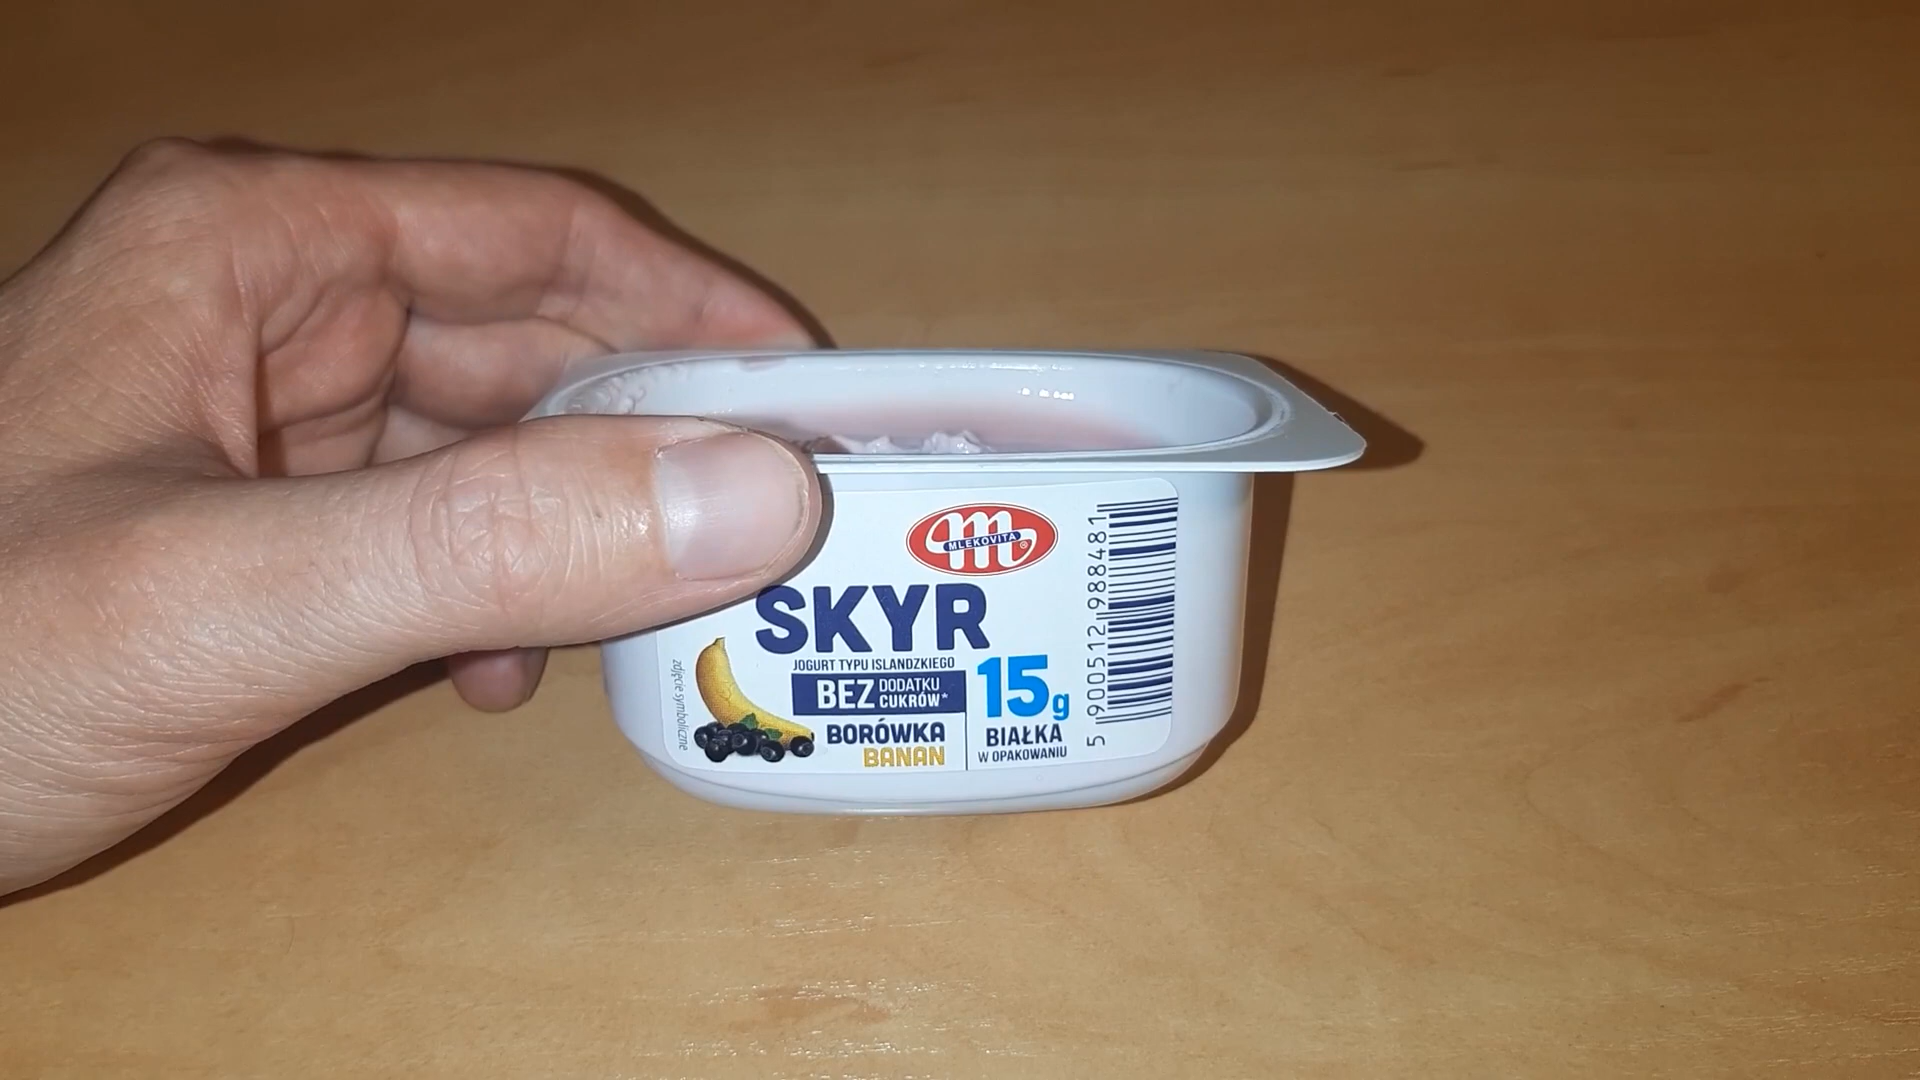 MLEKOVITA ®
SKYR
JOGURT TYPU ISLANDZKIEGO
BEZ DODATKU
CUKRÓW*
BORÓWKA
BANAN
15g
BIAŁKA
W OPAKOWANIU
zdjęcie symboliczne
5 900512 988481